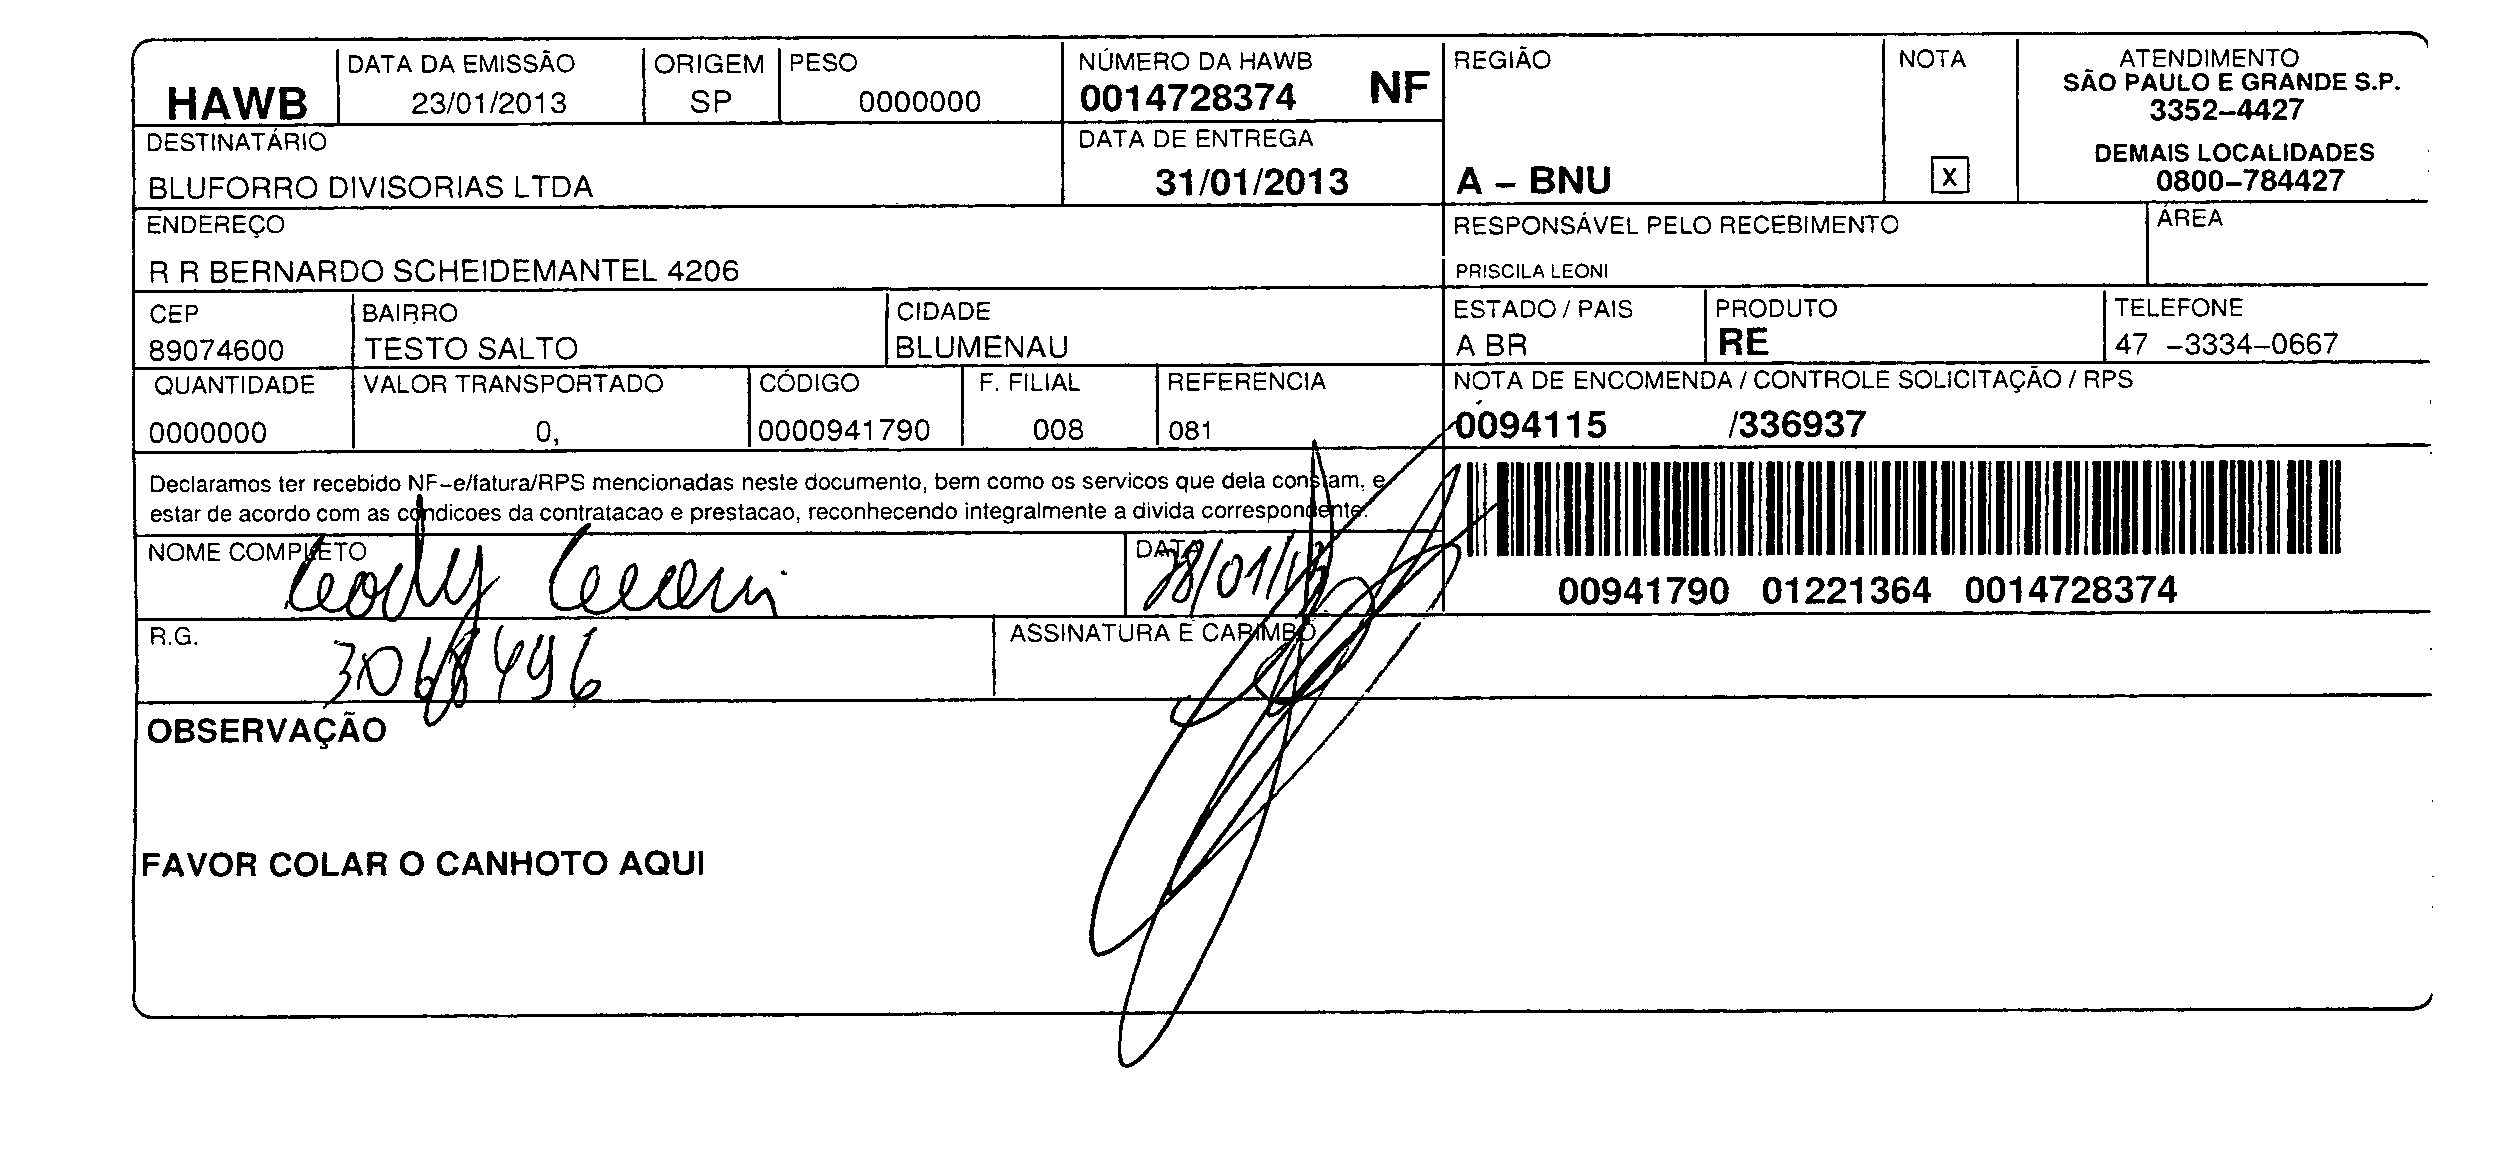 HAWB
DATA DA EMISSÃO
23/01/2013
ORIGEM
SP
PESO
0000000
NÚMERO DA HAWB
0014728374 NF
REGIÃO
A – BNU
NOTA
X
ATENDIMENTO
SÃO PAULO E GRANDE S.P.
3352–4427
DEMAIS LOCALIDADES
0800–784427
DESTINATÁRIO
BLUFORRO DIVISORIAS LTDA
DATA DE ENTREGA
31/01/2013
ENDEREÇO
R R BERNARDO SCHEIDEMANTEL 4206
RESPONSÁVEL PELO RECEBIMENTO
PRISCILA LEONI
ÁREA
CEP
89074600
BAIRRO
TESTO SALTO
CIDADE
BLUMENAU
ESTADO / PAIS
A BR
PRODUTO
RE
TELEFONE
47 –3334–0667
QUANTIDADE
0000000
VALOR TRANSPORTADO
0,
CÓDIGO
0000941790
F. FILIAL
008
REFERENCIA
081
NOTA DE ENCOMENDA / CONTROLE SOLICITAÇÃO / RPS
0094115 /336937
Declaramos ter recebido NF–e/fatura/RPS mencionadas neste documento, bem como os servicos que dela constam, e
estar de acordo com as condicoes da contratacao e prestacao, reconhecendo integralmente a divida correspondente.
00941790 01221364 0014728374
NOME COMPLETO
DATA
28/01/13
R.G.
3068496
ASSINATURA E CARIMBO
OBSERVAÇÃO
FAVOR COLAR O CANHOTO AQUI